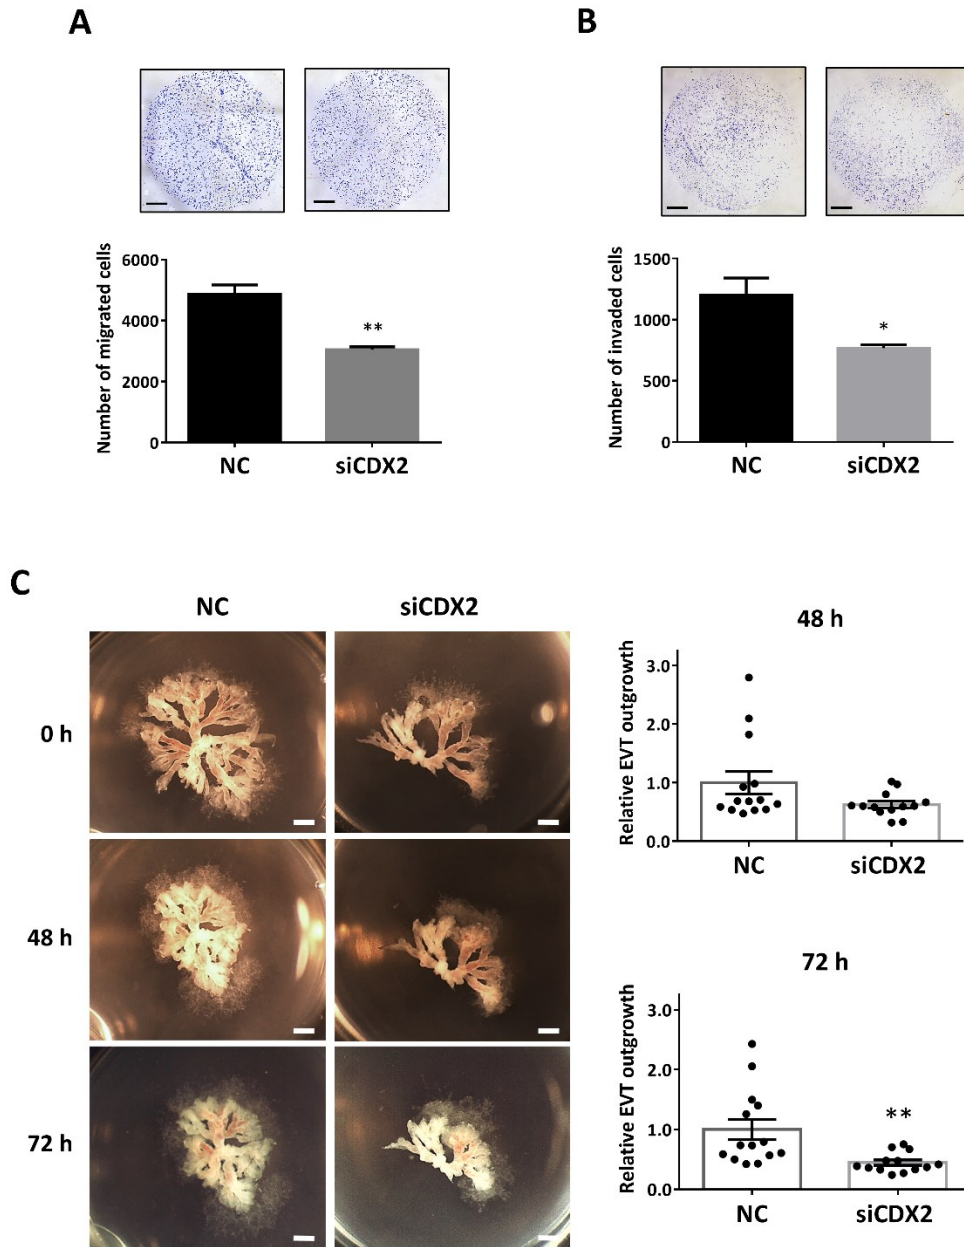 A
B
6000
4000
2000
0
Number of migrated cells
**
NC
siCDX2
1500
1000
500
0
Number of invaded cells
*
NC
siCDX2
C
NC
siCDX2
0 h
48 h
72 h
48 h
3.0
2.0
1.0
0.0
Relative EVT outgrowth
NC
siCDX2
72 h
3.0
2.0
1.0
0.0
Relative EVT outgrowth
**
NC
siCDX2